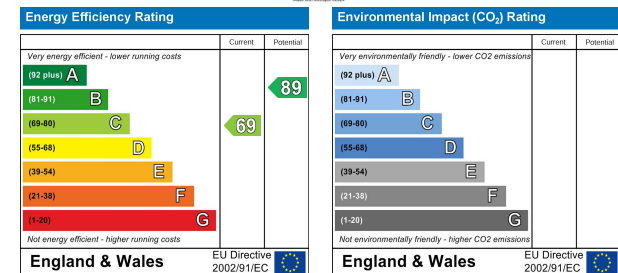 Energy Efficiency Rating
Current Potential
Very energy efficient - lower running costs
(92 plus) A
(81-91) B
(69-80) C
(55-68) D
(39-54) E
(21-38) F
(1-20) G
89
69
Not energy efficient - higher running costs
England & Wales
EU Directive
2002/91/EC
Environmental Impact (CO2) Rating
Current Potential
Very environmentally friendly - lower CO2 emissions
(92 plus) A
(81-91) B
(69-80) C
(55-68) D
(39-54) E
(21-38) F
(1-20) G
Not environmentally friendly - higher CO2 emissions
England & Wales
EU Directive
2002/91/EC